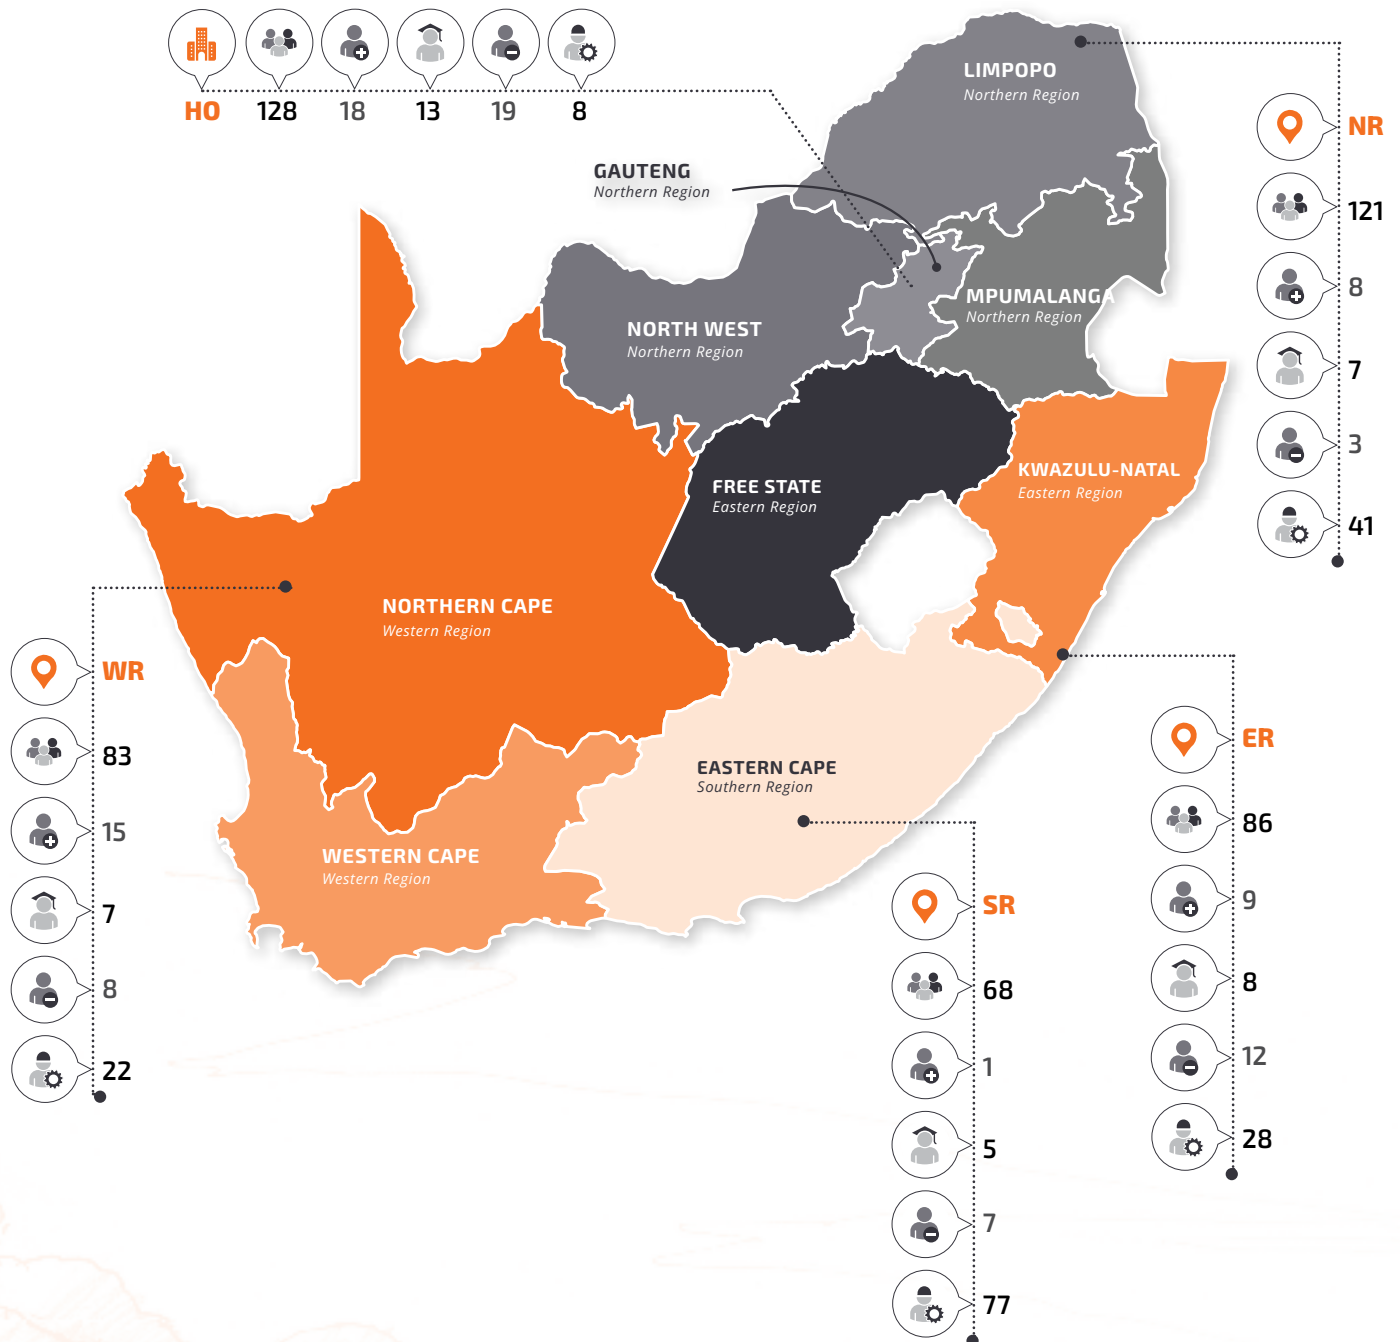 HO 128 18 13 19 8
LIMPOPO
Northern Region
GAUTENG
Northern Region
NORTH WEST
Northern Region
MPUMALANGA
Northern Region
FREE STATE
Eastern Region
KWAZULU-NATAL
Eastern Region
NORTHERN CAPE
Western Region
EASTERN CAPE
Southern Region
WESTERN CAPE
Western Region
NR
121
8
7
3
41
WR
83
15
7
8
22
ER
86
9
8
12
28
SR
68
1
5
7
77